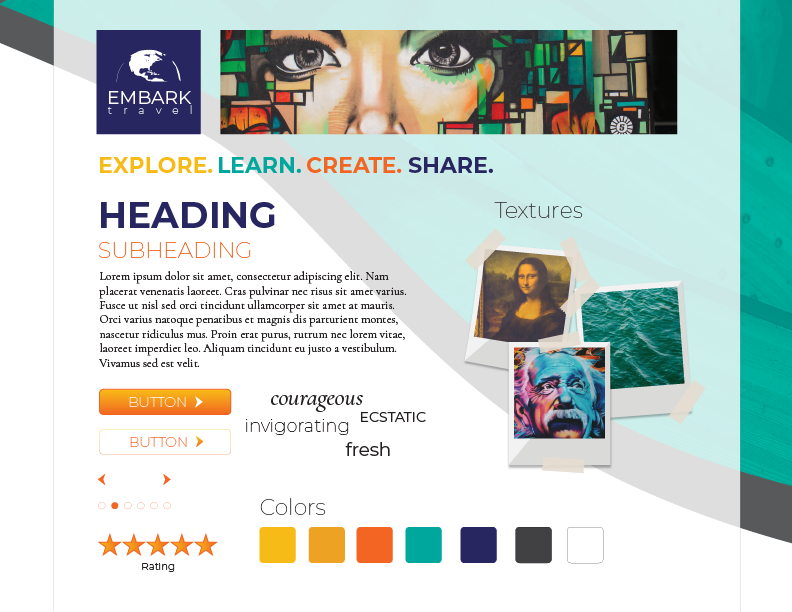 EMBARK
travel
5
EXPLORE. LEARN. CREATE. SHARE.
HEADING
SUBHEADING
Lorem ipsum dolor sit amet, consectetur adipiscing elit. Nam
placerat venenatis laoreet. Cras pulvinar nec risus sit amet varius.
Fusce ut nisl sed orci tincidunt ullamcorper sit amet at mauris.
Orci varius natoque penatibus et magnis dis parturient montes,
nascetur ridiculus mus. Proin erat purus, rutrum nec lorem vitae,
laoreet imperdiet leo. Aliquam tincidunt eu justo a vestibulum.
Vivamus sed est velit.
Textures
BUTTON
BUTTON
courageous
ECSTATIC
invigorating
fresh
Colors
Rating